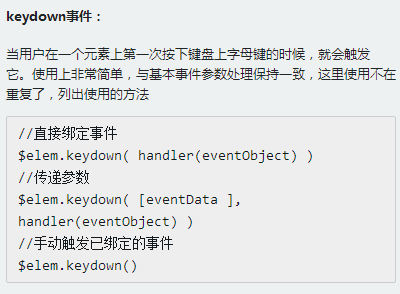 keydown事件：
当用户在一个元素上第一次按下键盘上字母键的时候，就会触发
它。使用上非常简单，与基本事件参数处理保持一致，这里使用不在
重复了，列出使用的方法
//直接绑定事件
$elem.keydown( handler(eventObject) )
//传递参数
$elem.keydown( [eventData ],
handler(eventObject) )
//手动触发已绑定的事件
$elem.keydown()